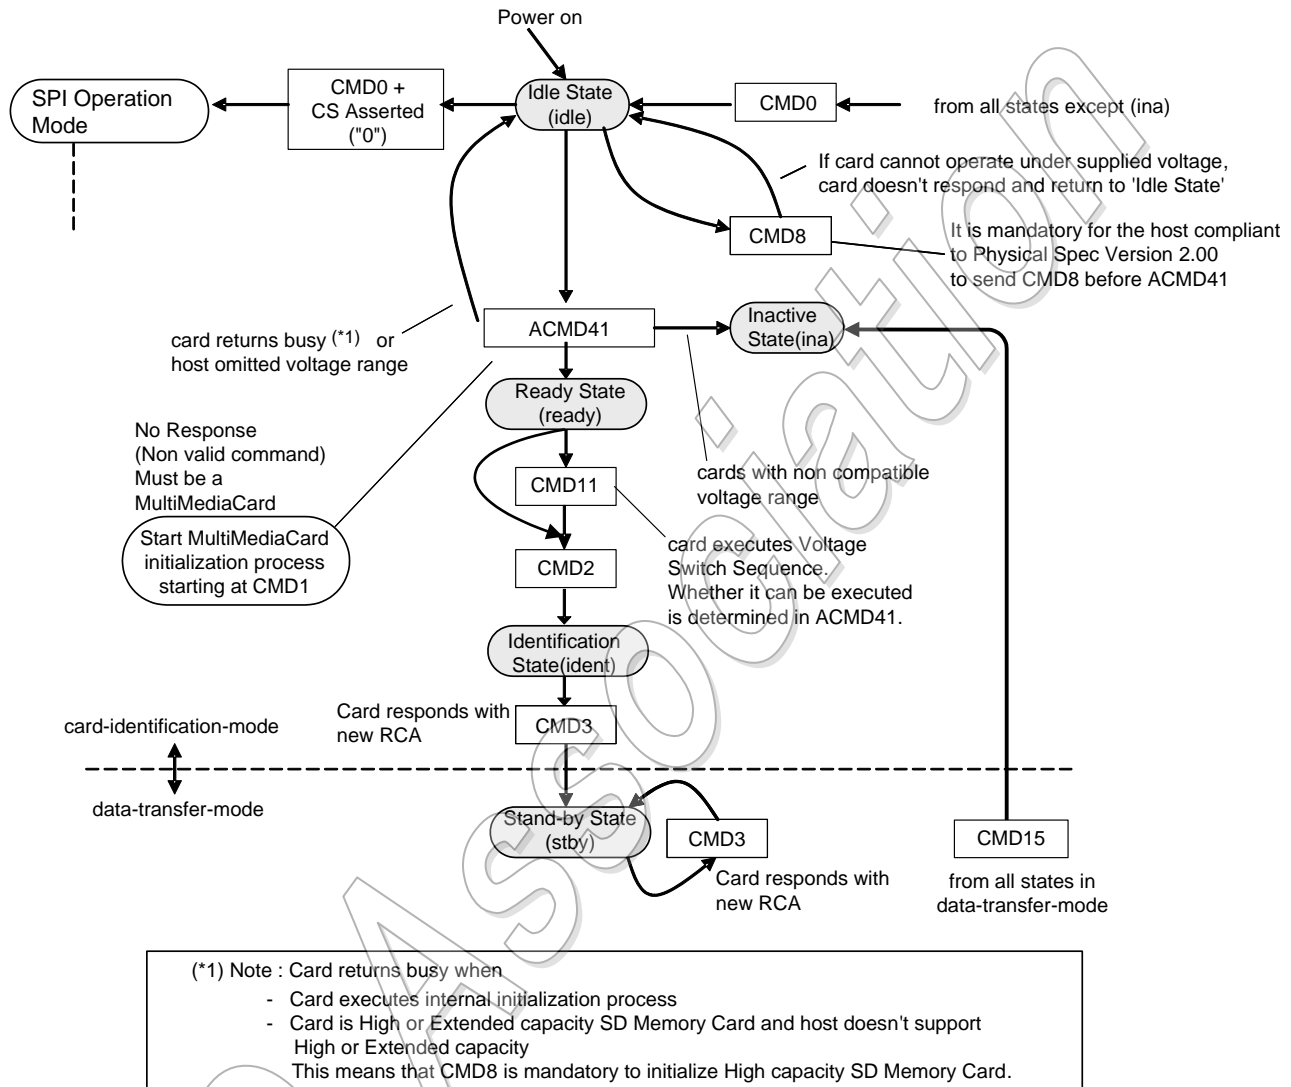 Power on
SPI Operation
Mode
CMD0 +
CS Asserted
("0")
Idle State
(idle)
CMD0
from all states except (ina)
If card cannot operate under supplied voltage,
card doesn't respond and return to 'Idle State'
CMD8
It is mandatory for the host compliant
to Physical Spec Version 2.00
to send CMD8 before ACMD41
card returns busy (*1) or
host omitted voltage range
ACMD41
Inactive
State(ina)
Ready State
(ready)
No Response
(Non valid command)
Must be a
MultiMediaCard
Start MultiMediaCard
initialization process
starting at CMD1
cards with non compatible
voltage range
CMD11
card executes Voltage
Switch Sequence.
Whether it can be executed
is determined in ACMD41.
CMD2
Identification
State(ident)
Card responds with
new RCA
CMD3
card-identification-mode
data-transfer-mode
Stand-by State
(stby)
CMD3
Card responds with
new RCA
CMD15
from all states in
data-transfer-mode
(*1) Note : Card returns busy when
- Card executes internal initialization process
- Card is High or Extended capacity SD Memory Card and host doesn't support
High or Extended capacity
This means that CMD8 is mandatory to initialize High capacity SD Memory Card.
Association